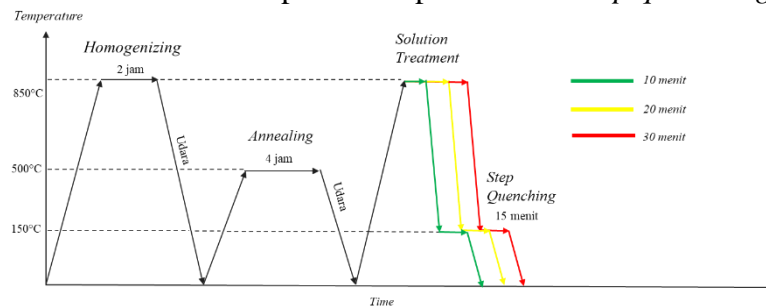 Temperature
Homogenizing
2 jam
Solution
Treatment
850°C
10 menit
20 menit
30 menit
Udara
Annealing
4 jam
500°C
Udara
Step
Quenching
15 menit
150°C
Time